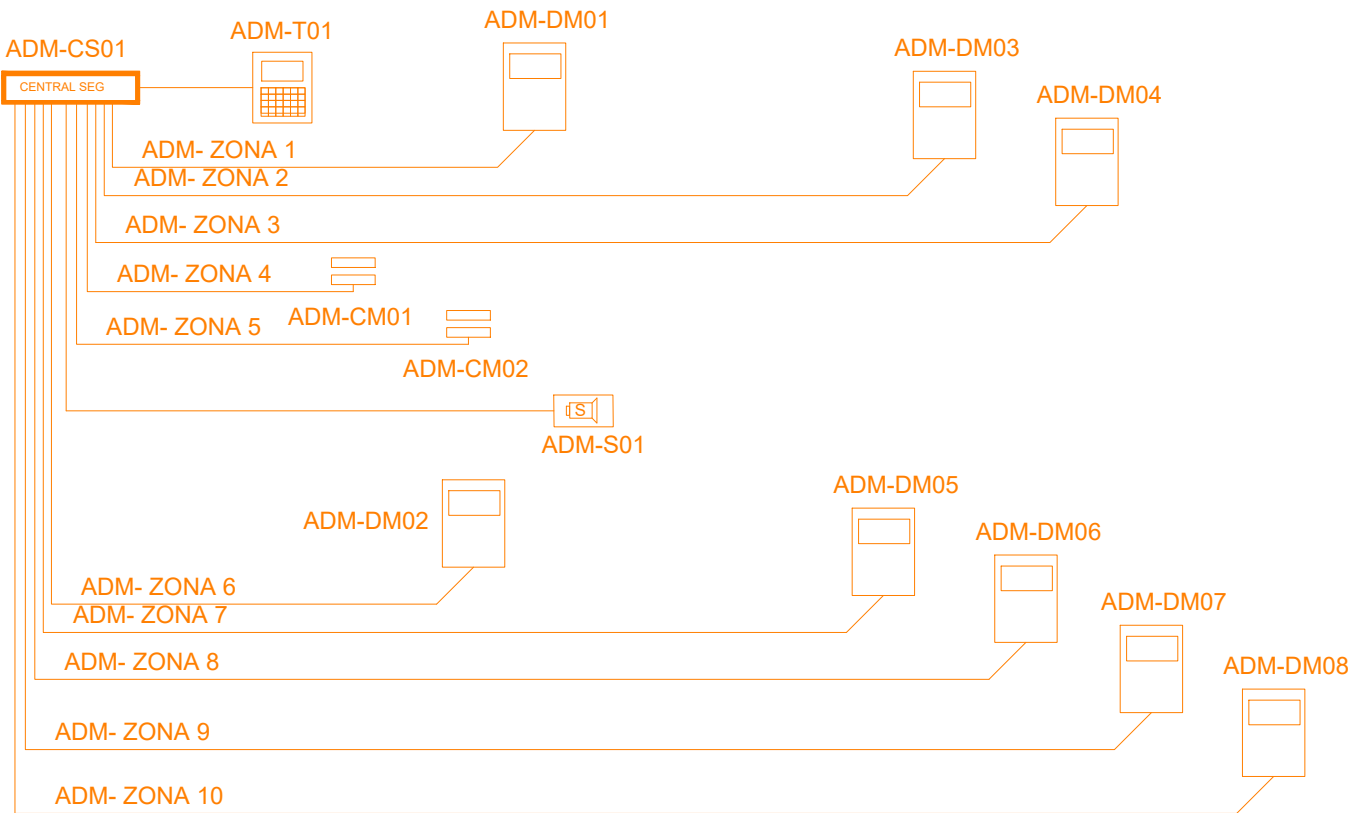 ADM-DM01
ADM-T01
ADM-CS01
ADM-DM03
CENTRAL SEG
ADM-DM04
ADM- ZONA 1
ADM- ZONA 2
ADM- ZONA 3
ADM- ZONA 4
ADM-CM01
ADM- ZONA 5
ADM-CM02
S
ADM-S01
ADM-DM05
ADM-DM02
ADM-DM06
ADM- ZONA 6
ADM-DM07
ADM- ZONA 7
ADM- ZONA 8
ADM-DM08
ADM- ZONA 9
ADM- ZONA 10